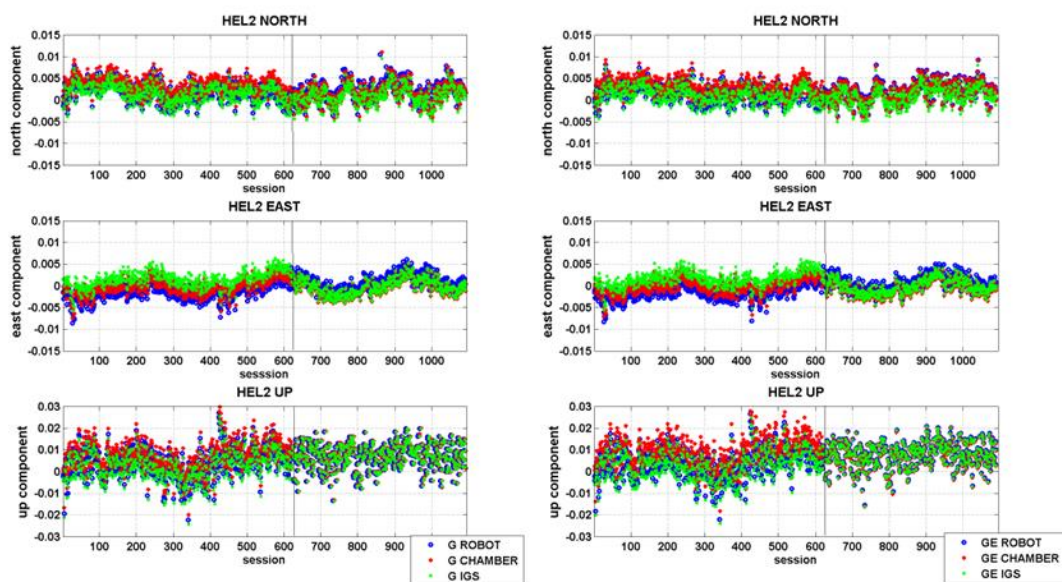 HEL2 NORTH
north component
0.015
0.01
0.005
0
-0.005
-0.01
-0.015
100 200 300 400 500 600 700 800 900 1000
session
HEL2 EAST
east component
0.015
0.01
0.005
0
-0.005
-0.01
-0.015
100 200 300 400 500 600 700 800 900 1000
sesssion
HEL2 UP
up component
0.03
0.02
0.01
0
-0.01
-0.02
-0.03
100 200 300 400 500 600 700 800 900 1000
session
G ROBOT
G CHAMBER
G IGS
HEL2 NORTH
north component
0.015
0.01
0.005
0
-0.005
-0.01
-0.015
100 200 300 400 500 600 700 800 900 1000
session
HEL2 EAST
east component
0.015
0.01
0.005
0
-0.005
-0.01
-0.015
100 200 300 400 500 600 700 800 900 1000
session
HEL2 UP
up component
0.03
0.02
0.01
0
-0.01
-0.02
-0.03
100 200 300 400 500 600 700 800 900 1000
session
GE ROBOT
GE CHAMBER
GE IGS